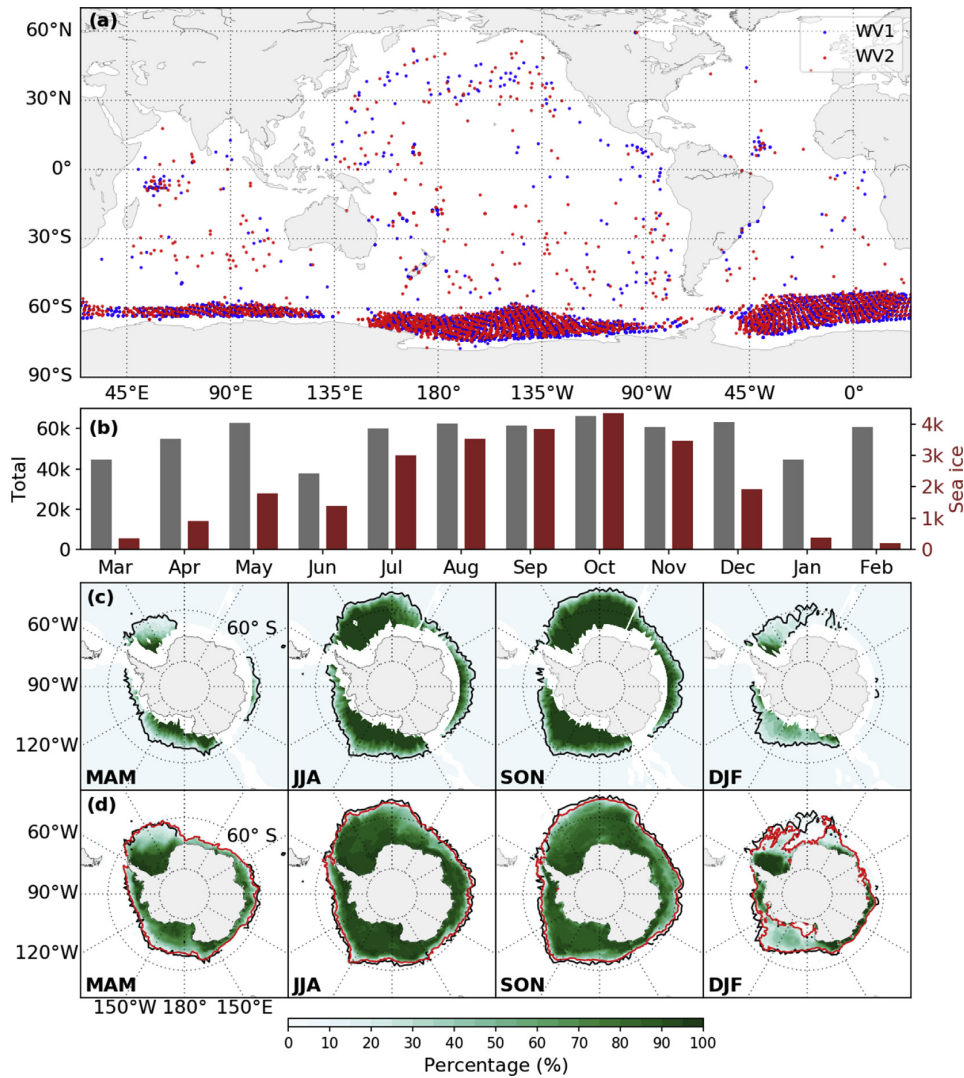 (a)
WV1
WV2
60°N
30°N
0°
30°S
60°S
90°S
45°E 90°E 135°E 180° 135°W 90°W 45°W 0°
(b)
Total
60k
40k
20k
0
4k
3k
2k
1k
0
Sea ice
Mar Apr May Jun Jul Aug Sep Oct Nov Dec Jan Feb
(c)
60°W
90°W
120°W
60° S
MAM JJA SON DJF
(d)
60°W
90°W
120°W
60° S
MAM JJA SON DJF
150°W 180° 150°E
0 10 20 30 40 50 60 70 80 90 100
Percentage (%)